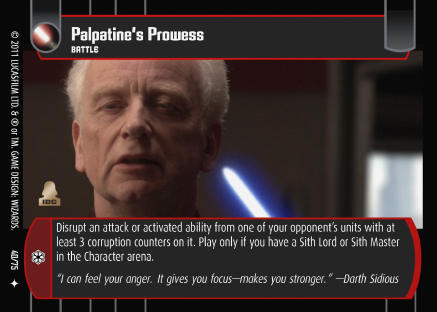 Palpatine's Prowess
BATTLE
© 2011 LUCASFILM LTD. & ® or TM. GAME DESIGN: WIZARDS.
40/75
IDC
Disrupt an attack or activated ability from one of your opponent's units with at
least 3 corruption counters on it. Play only if you have a Sith Lord or Sith Master
in the Character arena.
"I can feel your anger. It gives you focus—makes you stronger." —Darth Sidious